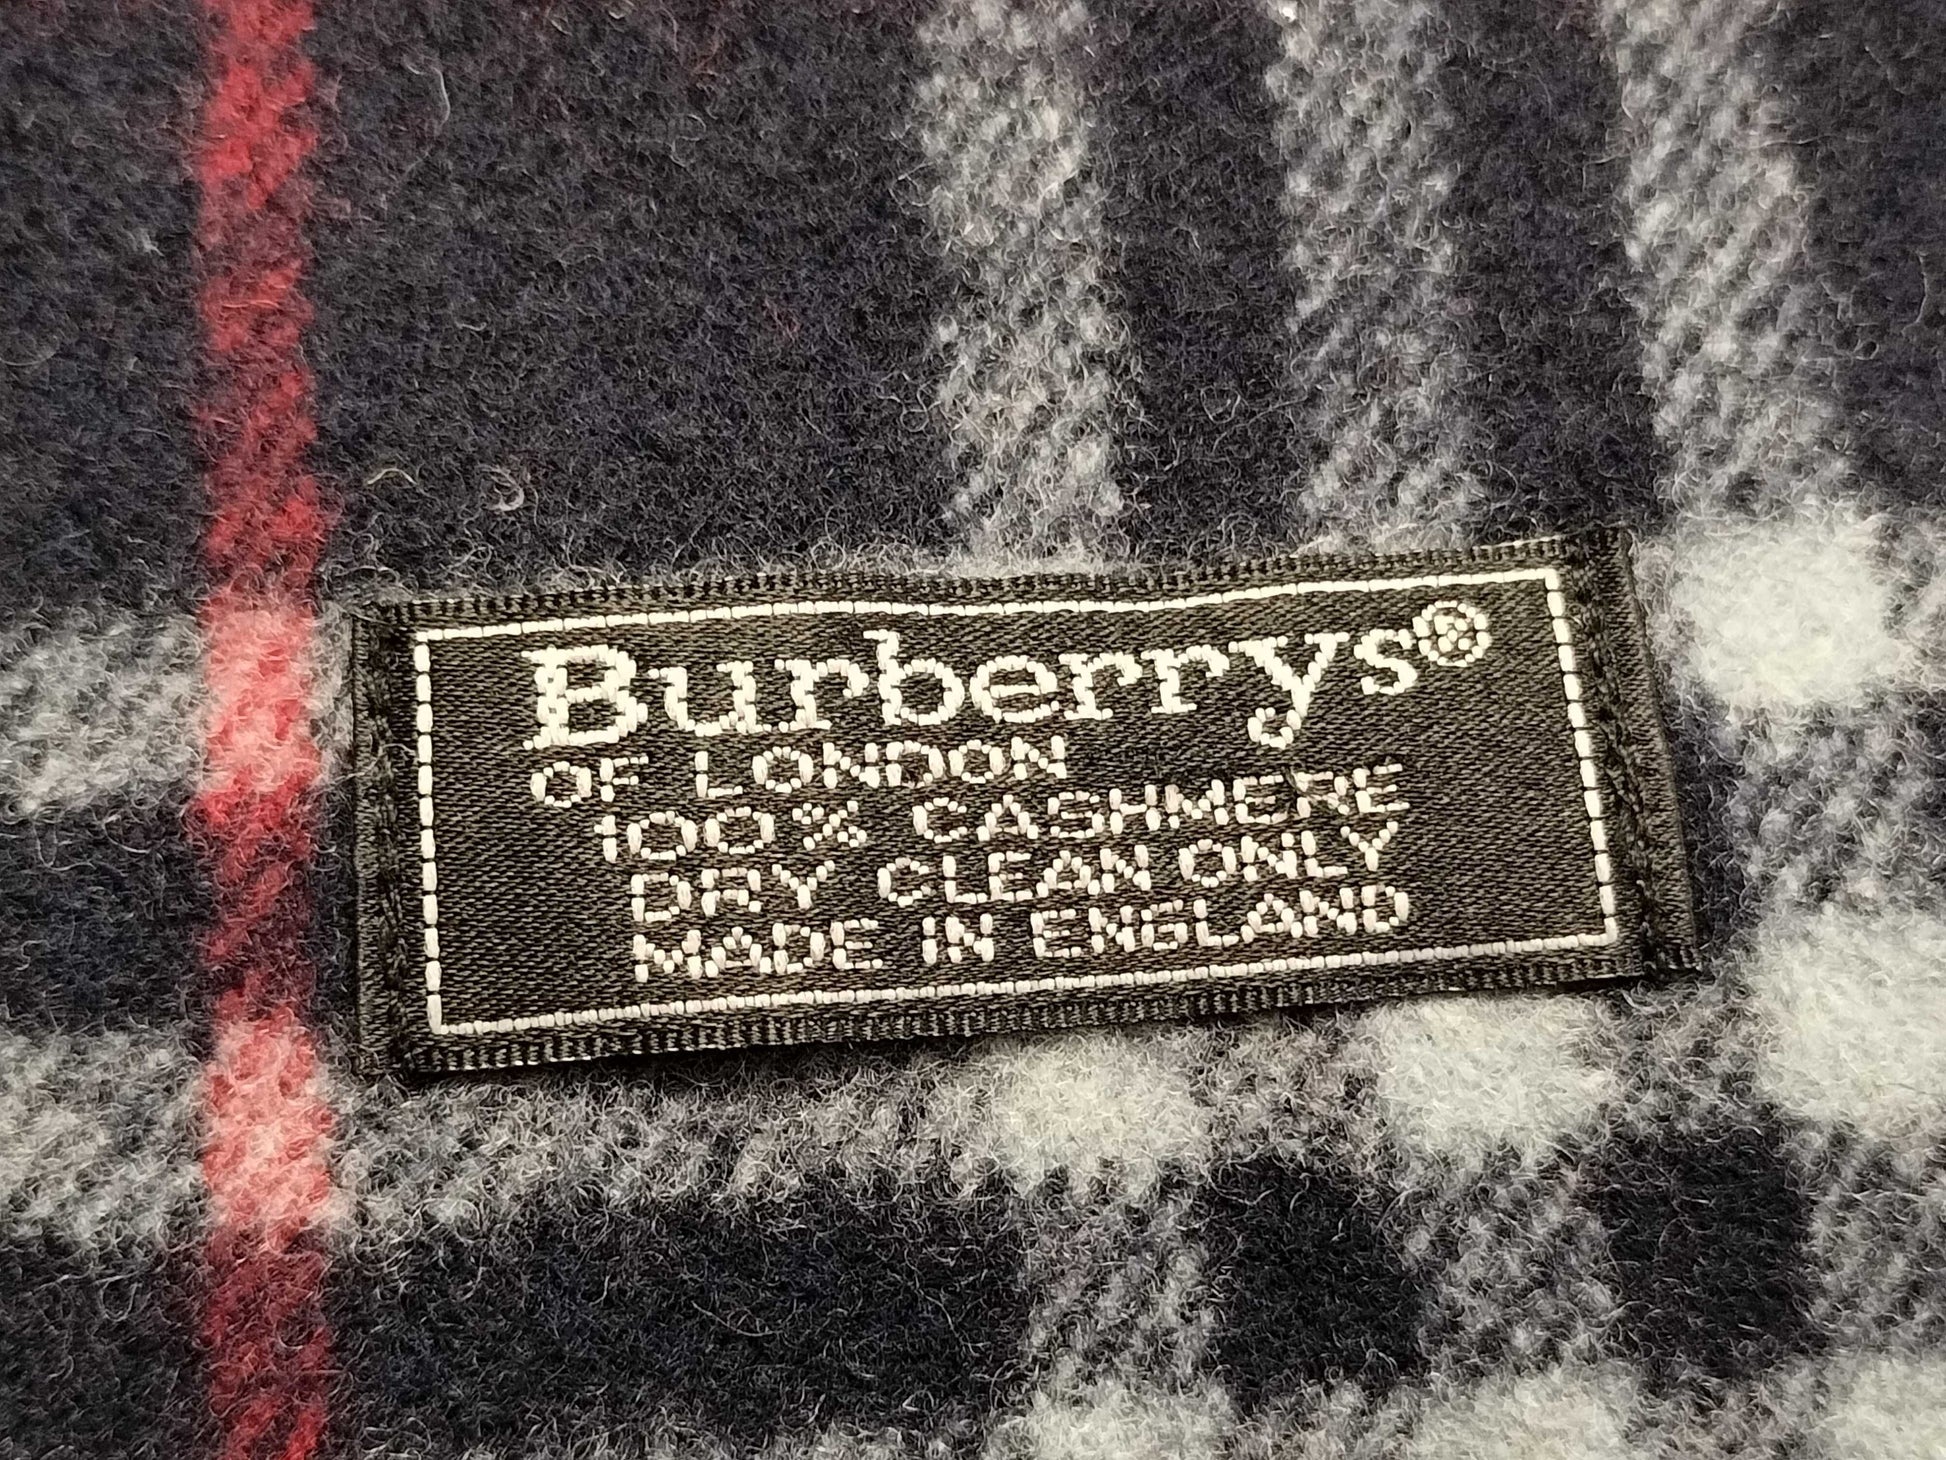 Burberrys®
OF LONDON
100% CASHMERE
DRY CLEAN ONLY
MADE IN ENGLAND